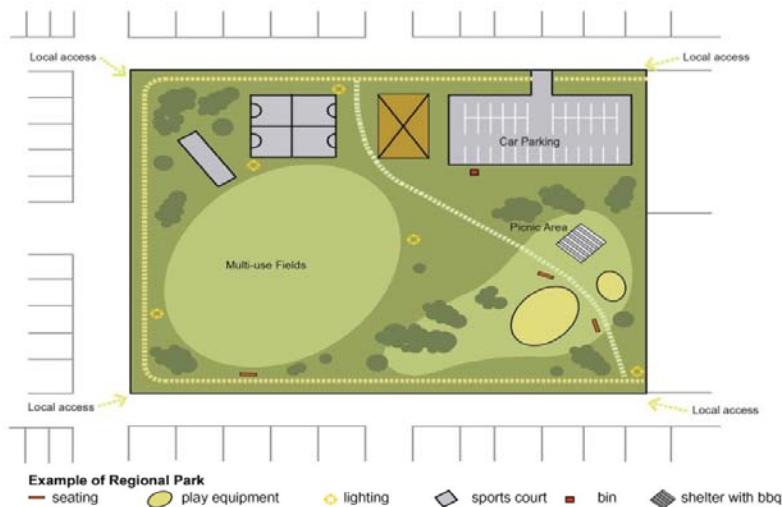 Local access
Local access
Car Parking
Picnic Area
Multi-use Fields
Local access
Local access
Example of Regional Park
seating
play equipment
lighting
sports court
bin
shelter with bbq